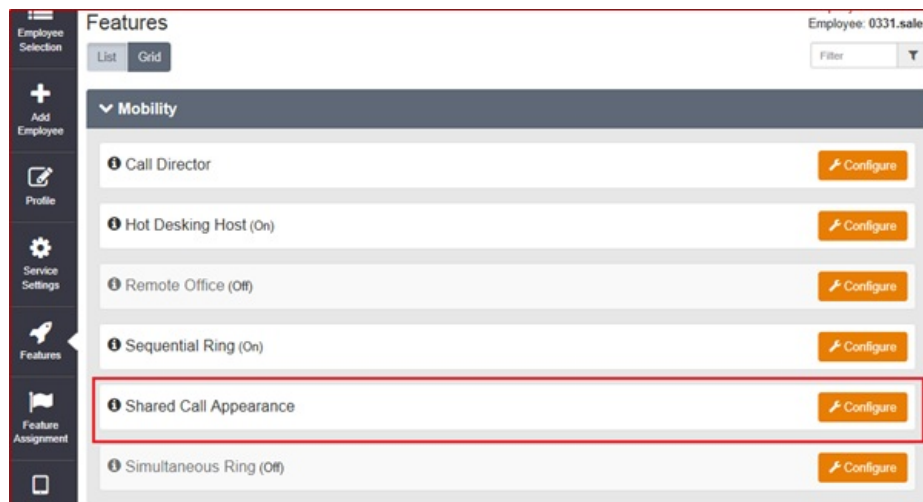 Employee
Selection
Add
Employee
Profile
Service
Settings
Features
Feature
Assignment
Features
Employee: 0331.sale
List Grid
Filter
Mobility
Call Director Configure
Hot Desking Host (On) Configure
Remote Office (Off) Configure
Sequential Ring (On) Configure
Shared Call Appearance Configure
Simultaneous Ring (Off) Configure